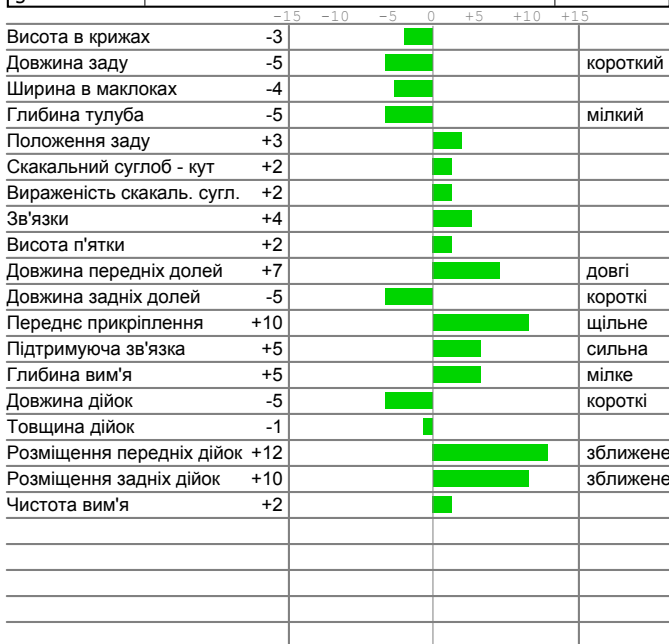 -15 -10 -5 0 +5 +10 +15
Висота в крижах -3
Довжина заду -5 короткий
Ширина в маклоках -4
Глибина тулуба -5 мілкий
Положення заду +3
Скакальний суглоб - кут +2
Вираженість скакаль. сугл. +2
Зв'язки +4
Висота п'ятки +2
Довжина передніх долей +7 довгі
Довжина задніх долей -5 короткі
Переднє прикріплення +10 щільне
Підтримуюча зв'язка +5 сильна
Глибина вим'я +5 мілке
Довжина дійок -5 короткі
Товщина дійок -1
Розміщення передніх дійок +12 зближене
Розміщення задніх дійок +10 зближене
Чистота вим'я +2